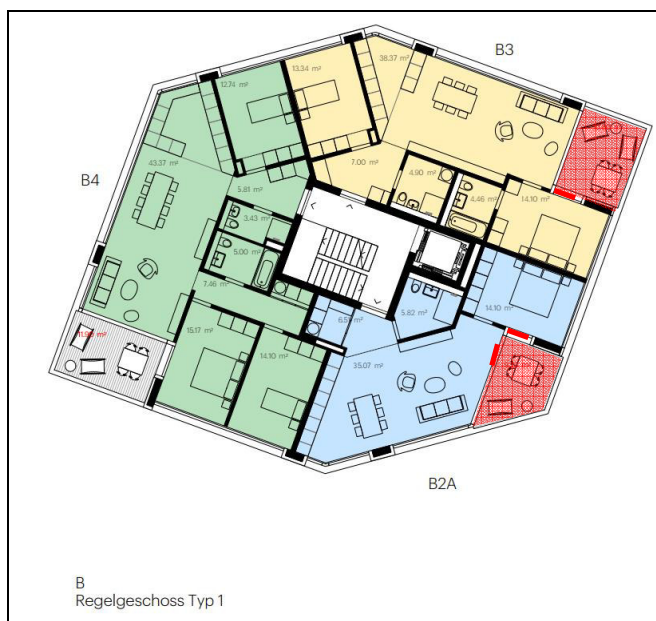 B3
38.37 m²
13.34 m²
12.74 m²
B4
43.37 m²
7.00 m²
4.90 m²
5.81 m²
4.46 m²
14.10 m²
3.43 m²
5.00 m²
7.46 m²
14.10 m²
5.82 m²
15.17 m²
14.10 m²
35.07 m²
B2A
B
Regelgeschoss Typ 1